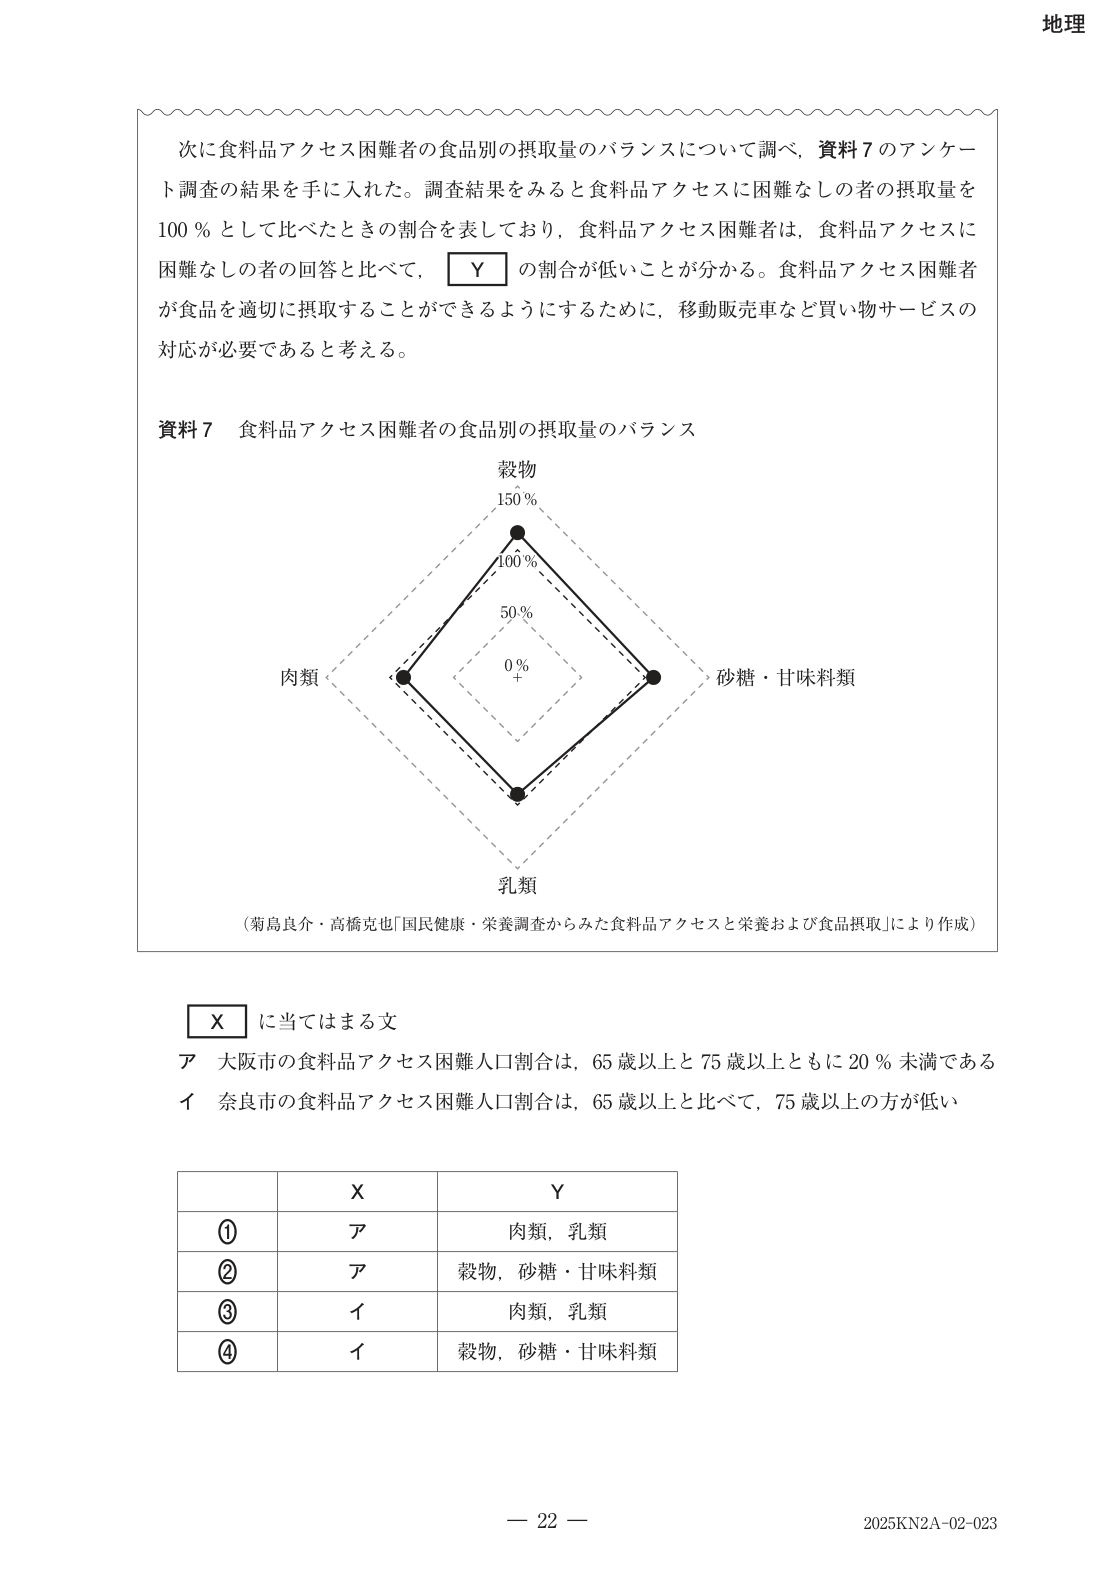 地理
次に食料品アクセス困難者の食品別の摂取量のバランスについて調べ，資料７のアンケー
ト調査の結果を手に入れた。調査結果をみると食料品アクセスに困難なしの者の摂取量を
100 % として比べたときの割合を表しており，食料品アクセス困難者は，食料品アクセスに
困難なしの者の回答と比べて， Y の割合が低いことが分かる。食料品アクセス困難者
が食品を適切に摂取することができるようにするために，移動販売車など買い物サービスの
対応が必要であると考える。
資料７　食料品アクセス困難者の食品別の摂取量のバランス
穀物
150 %
100 %
50 %
0 %
肉類
砂糖・甘味料類
乳類
（菊島良介・高橋克也「国民健康・栄養調査からみた食料品アクセスと栄養および食品摂取」により作成）
X に当てはまる文
ア　大阪市の食料品アクセス困難人口割合は，65 歳以上と 75 歳以上ともに 20 % 未満である
イ　奈良市の食料品アクセス困難人口割合は，65 歳以上と比べて，75 歳以上の方が低い
X Y
① ア 肉類，乳類
② ア 穀物，砂糖・甘味料類
③ イ 肉類，乳類
④ イ 穀物，砂糖・甘味料類
― 22 ―
2025KN2A-02-023